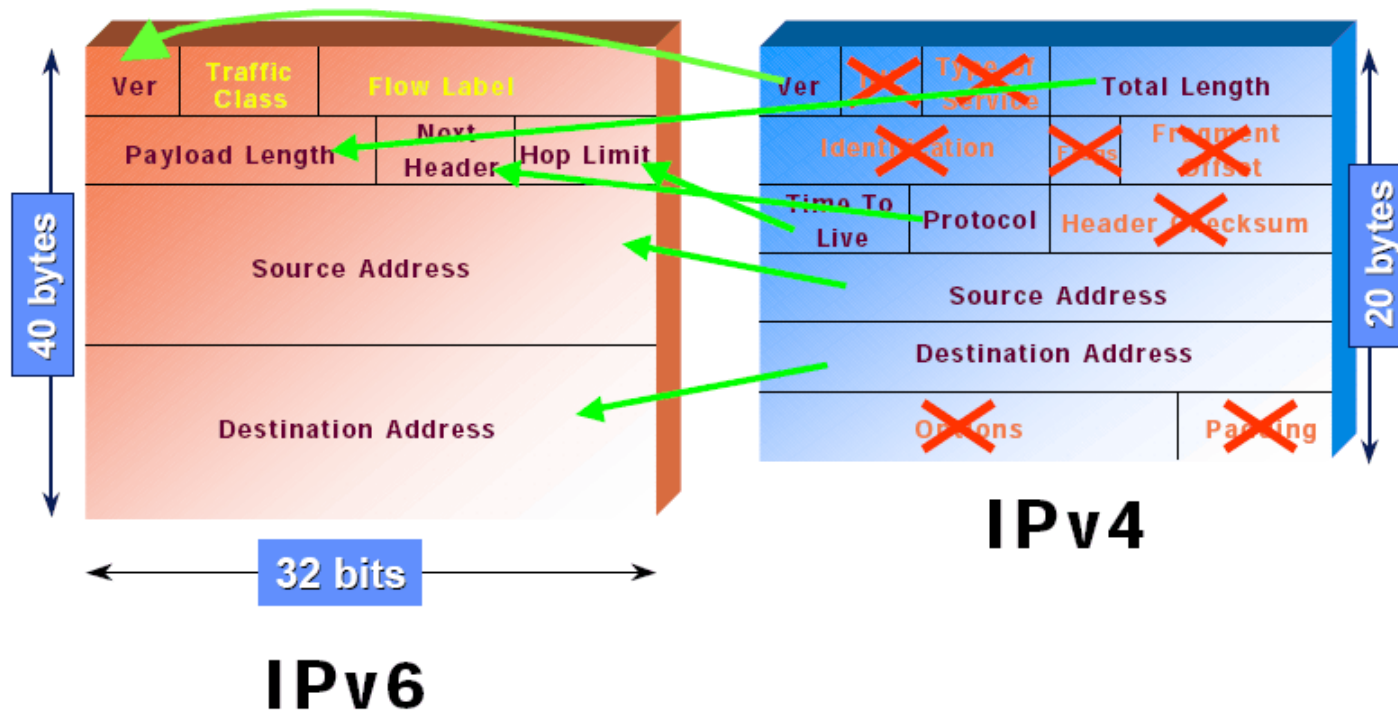 Ver
Traffic
Class
Flow Label
Payload Length
Next
Header
Hop Limit
Source Address
Destination Address
40 bytes
32 bits
IPv6
Ver
Type of
Service
Total Length
Identification
Flags
Fragment
Offset
Time To
Live
Protocol
Header Checksum
Source Address
Destination Address
Options
Padding
20 bytes
IPv4